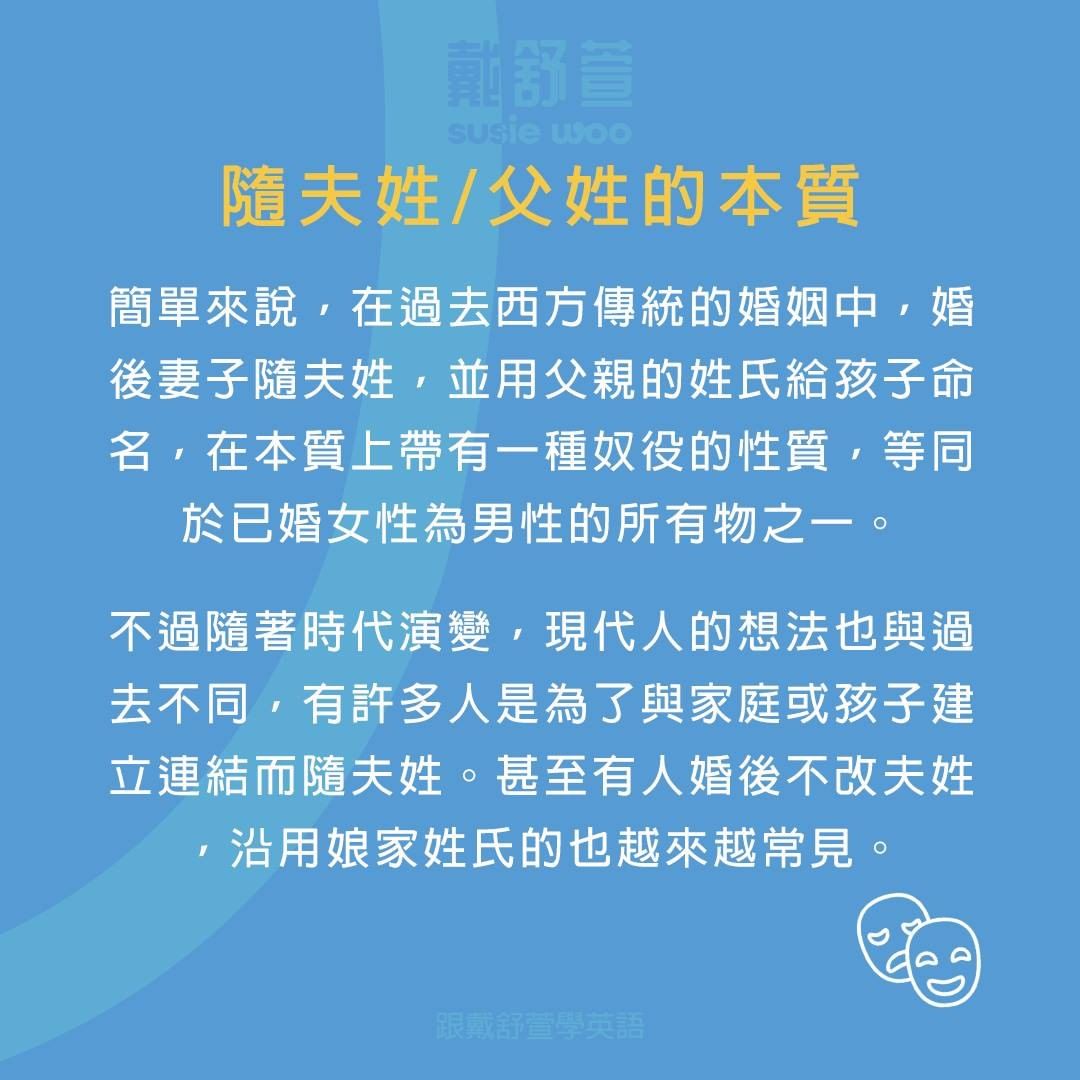 戴舒萱
susie woo
隨夫姓/父姓的本質
簡單來說，在過去西方傳統的婚姻中，婚
後妻子隨夫姓，並用父親的姓氏給孩子命
名，在本質上帶有一種奴役的性質，等同
於已婚女性為男性的所有物之一。
不過隨著時代演變，現代人的想法也與過
去不同，有許多人是為了與家庭或孩子建
立連結而隨夫姓。甚至有人婚後不改夫姓
，沿用娘家姓氏的也越來越常見。
跟戴舒萱學英語